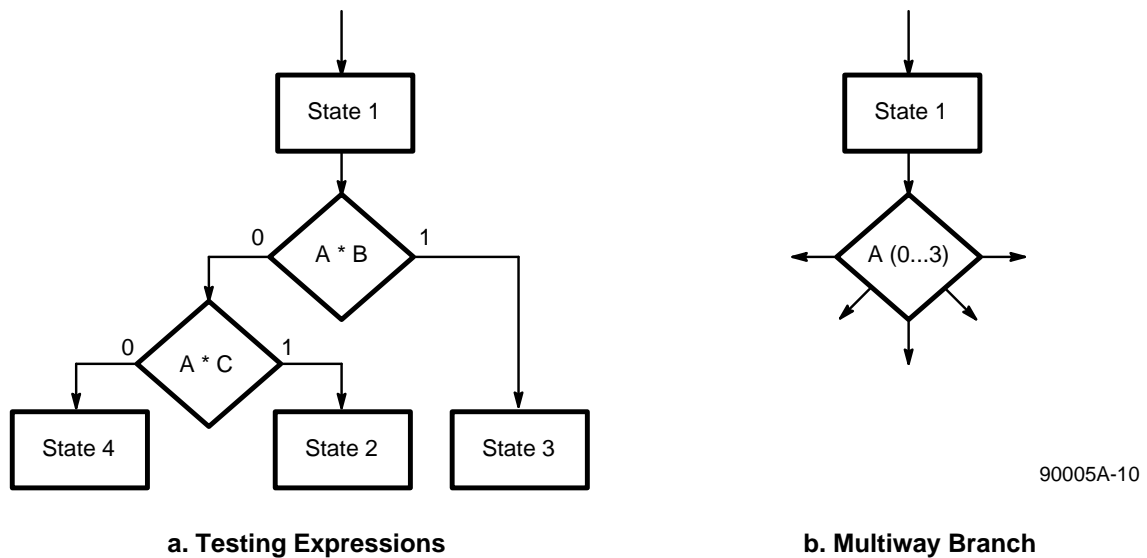 State 1
0
A * B
1
0
A * C
1
State 4
State 2
State 3
a. Testing Expressions
State 1
A (0...3)
90005A-10
b. Multiway Branch